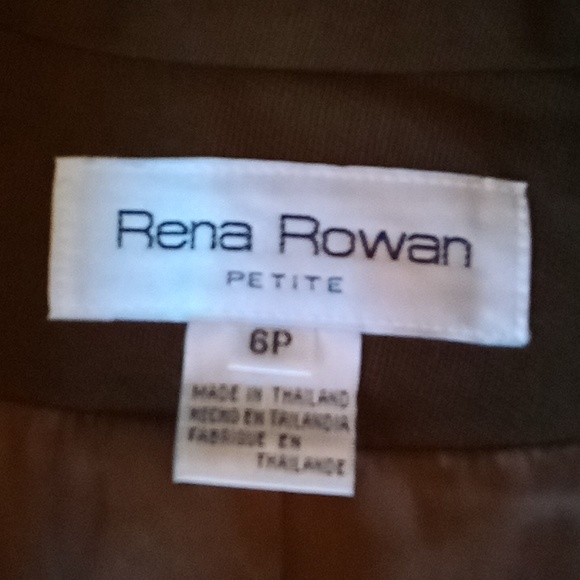 Rena Rowan
PETITE
6P
MADE IN THAILAND
HECHO EN TAILANDIA
FABRIQUE EN
THAILANDE